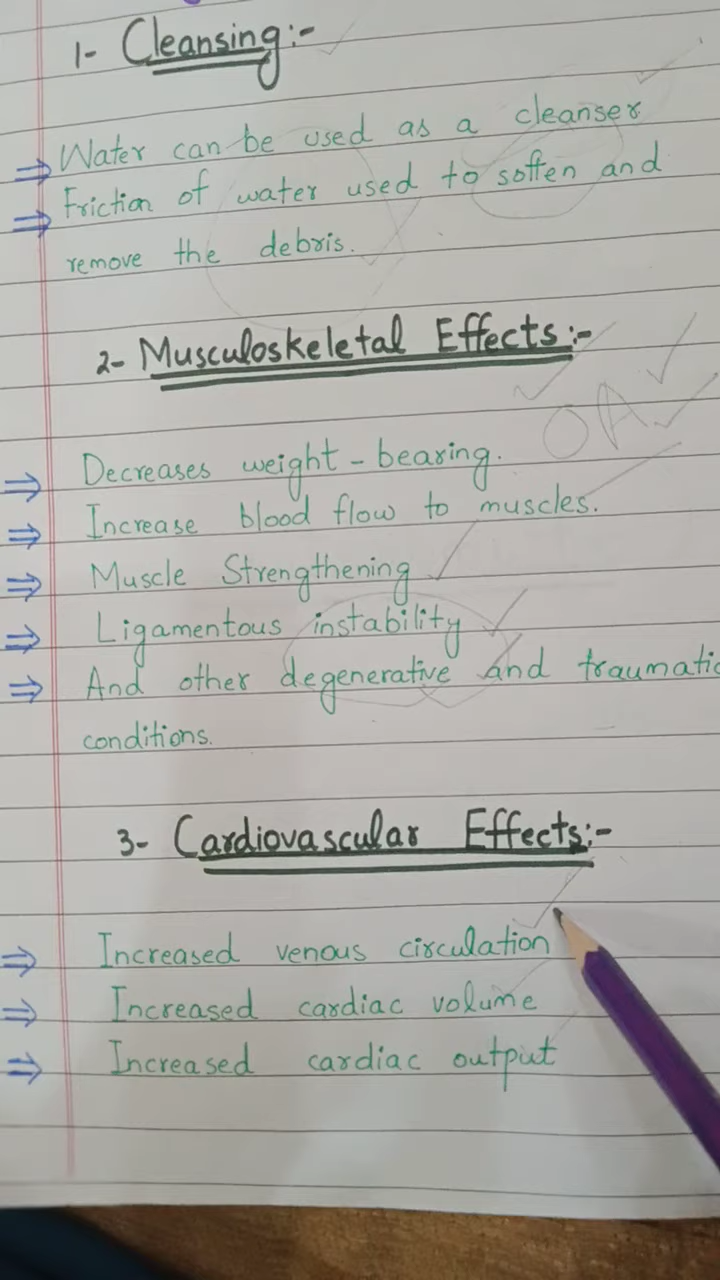 1- Cleansing:-
⇒ Water can be used as a cleanser
⇒ Friction of water used to soften and
remove the debris.
2- Musculoskeletal Effects:-
OA
⇒ Decreases weight-bearing.
⇒ Increase blood flow to muscles.
⇒ Muscle Strengthening
⇒ Ligamentous instability
⇒ And other degenerative and traumatic
conditions.
3- Cardiovascular Effects:-
⇒ Increased venous circulation
⇒ Increased cardiac volume
⇒ Increased cardiac output